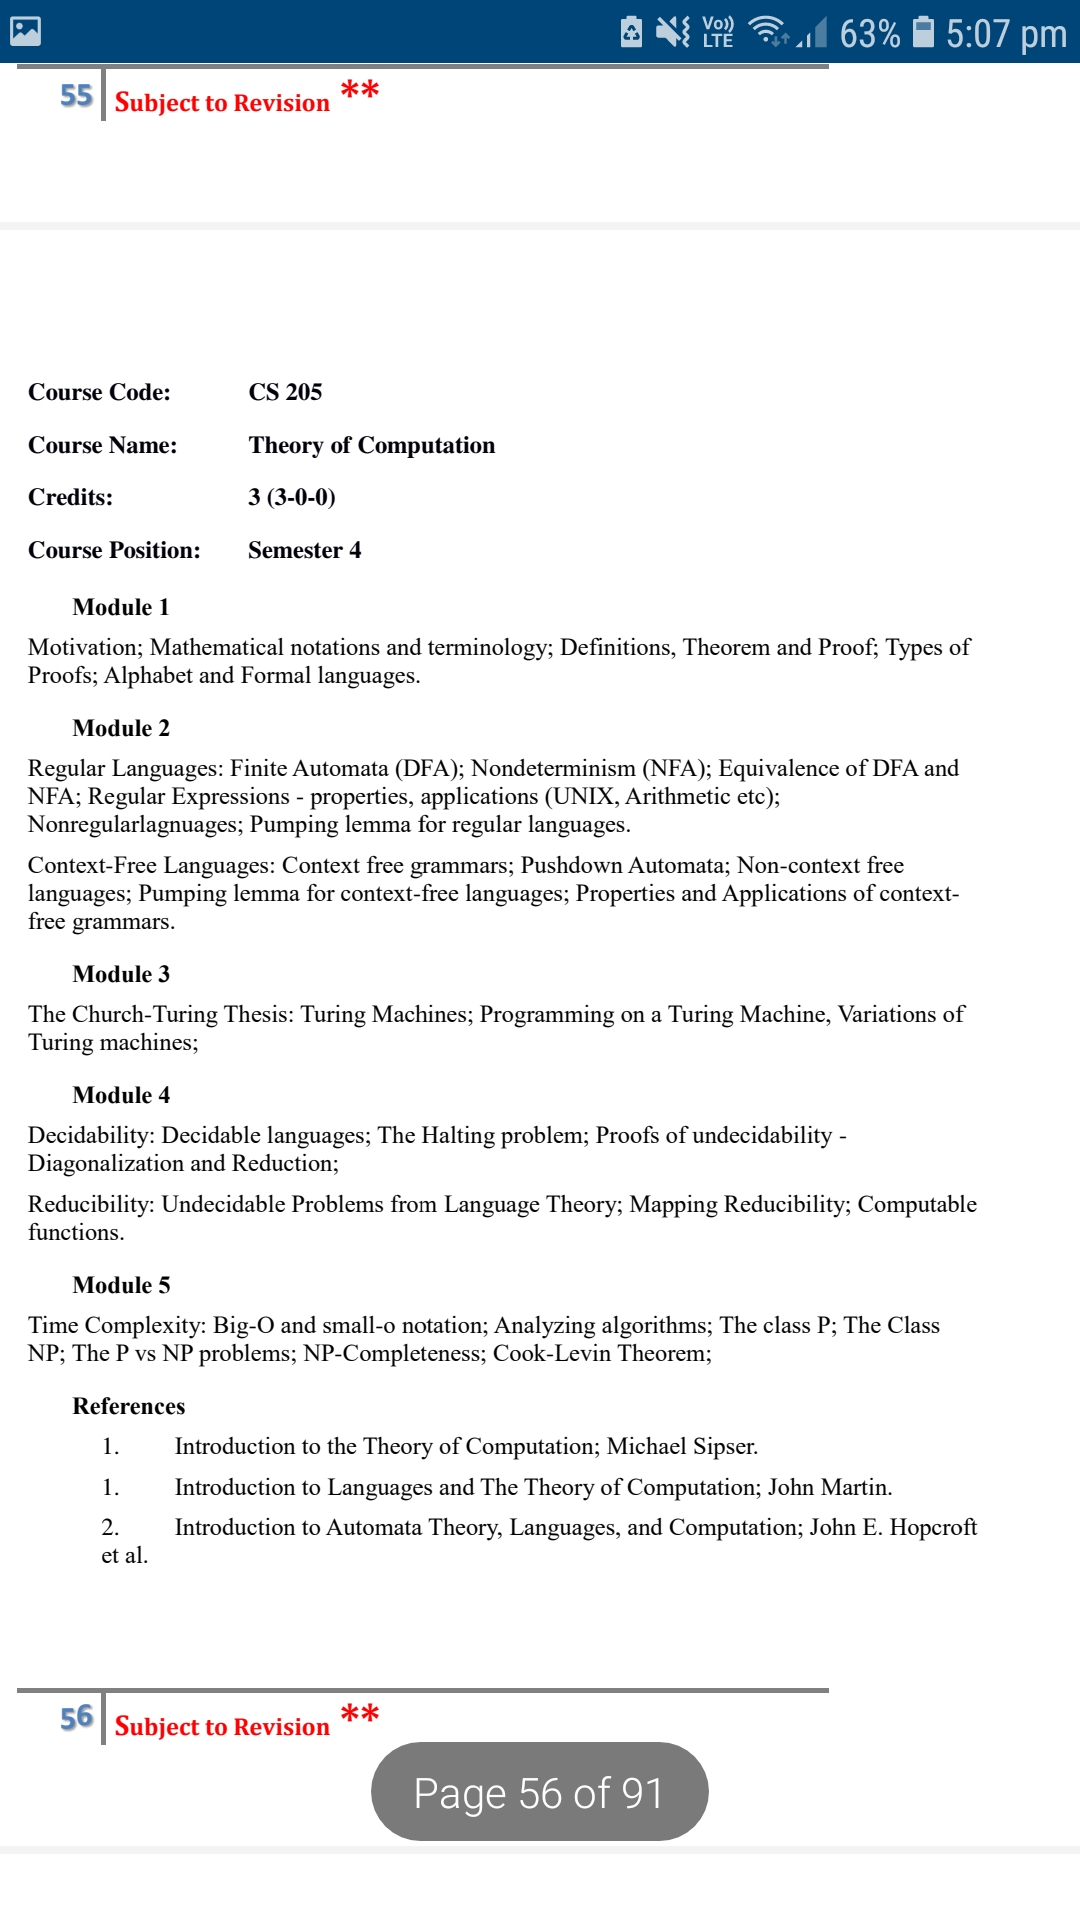 Vo)) LTE 63% 5:07 pm
55 Subject to Revision **
Course Code: CS 205
Course Name: Theory of Computation
Credits: 3 (3-0-0)
Course Position: Semester 4
Module 1
Motivation; Mathematical notations and terminology; Definitions, Theorem and Proof; Types of
Proofs; Alphabet and Formal languages.
Module 2
Regular Languages: Finite Automata (DFA); Nondeterminism (NFA); Equivalence of DFA and
NFA; Regular Expressions - properties, applications (UNIX, Arithmetic etc);
Nonregularlagnuages; Pumping lemma for regular languages.
Context-Free Languages: Context free grammars; Pushdown Automata; Non-context free
languages; Pumping lemma for context-free languages; Properties and Applications of context-
free grammars.
Module 3
The Church-Turing Thesis: Turing Machines; Programming on a Turing Machine, Variations of
Turing machines;
Module 4
Decidability: Decidable languages; The Halting problem; Proofs of undecidability -
Diagonalization and Reduction;
Reducibility: Undecidable Problems from Language Theory; Mapping Reducibility; Computable
functions.
Module 5
Time Complexity: Big-O and small-o notation; Analyzing algorithms; The class P; The Class
NP; The P vs NP problems; NP-Completeness; Cook-Levin Theorem;
References
1. Introduction to the Theory of Computation; Michael Sipser.
1. Introduction to Languages and The Theory of Computation; John Martin.
2. Introduction to Automata Theory, Languages, and Computation; John E. Hopcroft
et al.
56 Subject to Revision **
Page 56 of 91